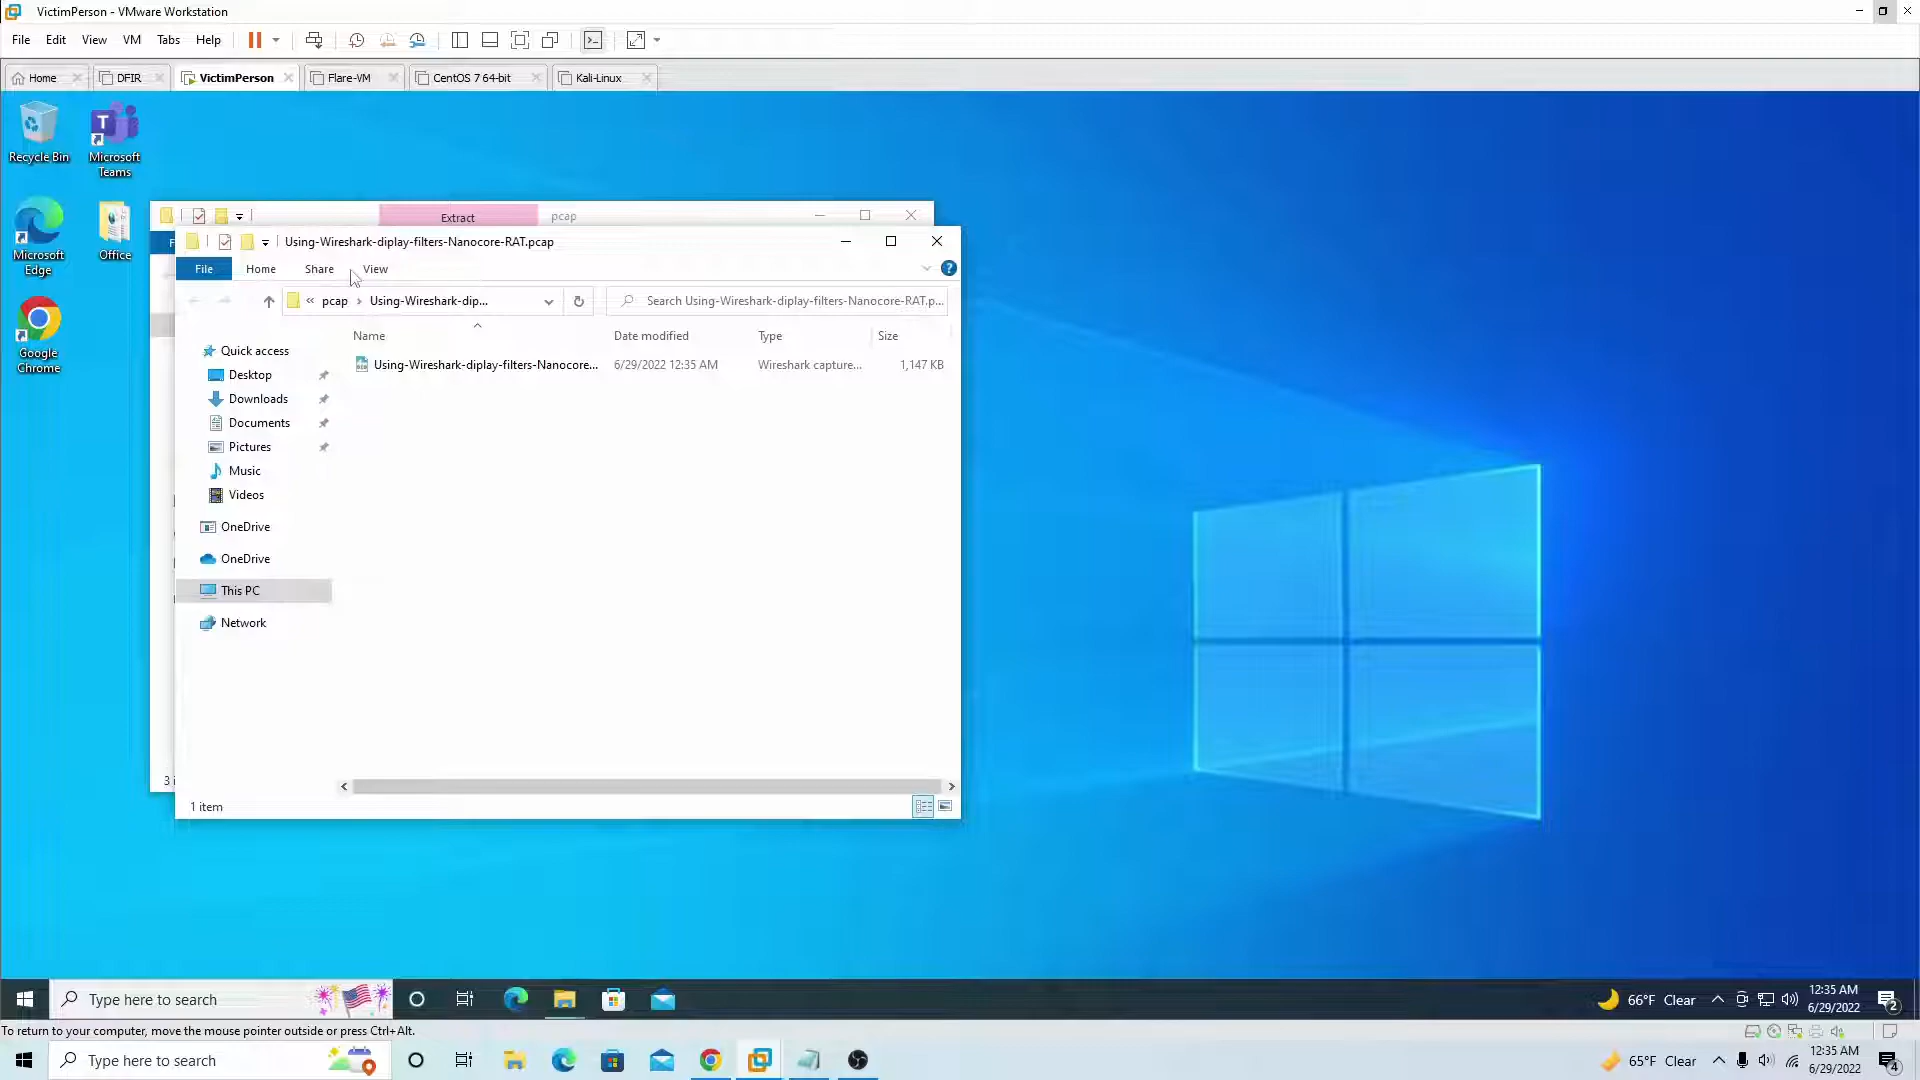 VictimPerson - VMware Workstation
File Edit View VM Tabs Help
Home DFIR VictimPerson Flare-VM CentOS 7 64-bit Kali-Linux
Recycle Bin
Microsoft
Teams
Microsoft
Edge
Office
Google
Chrome
Extract pcap
Using-Wireshark-diplay-filters-Nanocore-RAT.pcap
File Home Share View
« pcap › Using-Wireshark-dip...
Search Using-Wireshark-diplay-filters-Nanocore-RAT.p...
Name Date modified Type Size
Using-Wireshark-diplay-filters-Nanocore... 6/29/2022 12:35 AM Wireshark capture... 1,147 KB
Quick access
Desktop
Downloads
Documents
Pictures
Music
Videos
OneDrive
OneDrive
This PC
Network
1 item
Type here to search
66°F Clear
12:35 AM
6/29/2022
2
To return to your computer, move the mouse pointer outside or press Ctrl+Alt.
Type here to search
65°F Clear
12:35 AM
6/29/2022
4